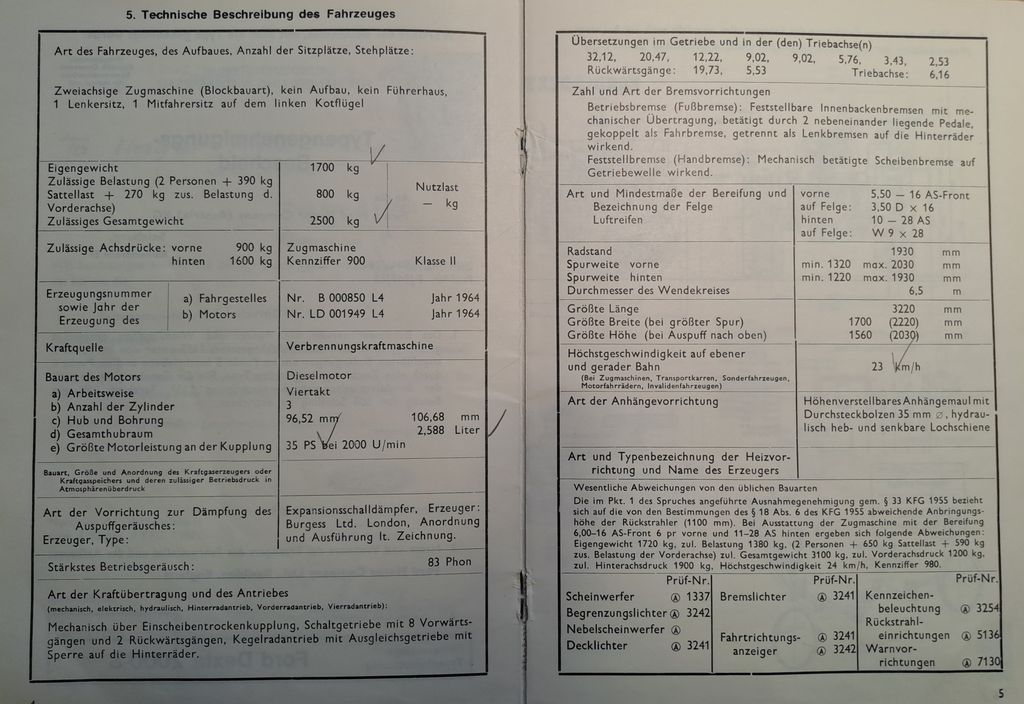 5. Technische Beschreibung des Fahrzeuges
Art des Fahrzeuges, des Aufbaues, Anzahl der Sitzplätze, Stehplätze:
Zweiachsige Zugmaschine (Blockbauart), kein Aufbau, kein Führerhaus,
1 Lenkersitz, 1 Mitfahrersitz auf dem linken Kotflügel
Eigengewicht 1700 kg
Zulässige Belastung (2 Personen + 390 kg
Sattellast + 270 kg zus. Belastung d. 800 kg Nutzlast
Vorderachse) — kg
Zulässiges Gesamtgewicht 2500 kg
Zulässige Achsdrücke: vorne 900 kg Zugmaschine
hinten 1600 kg Kennziffer 900 Klasse II
Erzeugungsnummer a) Fahrgestelles Nr. B 000850 L4 Jahr 1964
sowie Jahr der b) Motors Nr. LD 001949 L4 Jahr 1964
Erzeugung des
Kraftquelle Verbrennungskraftmaschine
Bauart des Motors Dieselmotor
a) Arbeitsweise Viertakt
b) Anzahl der Zylinder 3
c) Hub und Bohrung 96,52 mm 106,68 mm
d) Gesamthubraum 2,588 Liter
e) Größte Motorleistung an der Kupplung 35 PS bei 2000 U/min
Bauart, Größe und Anordnung des Kraftgaserzeugers oder
Kraftgasspeichers und deren zulässiger Betriebsdruck in
Atmosphärenüberdruck
Art der Vorrichtung zur Dämpfung des Expansionsschalldämpfer, Erzeuger:
Auspuffgeräusches: Burgess Ltd. London, Anordnung
Erzeuger, Type: und Ausführung lt. Zeichnung.
Stärkstes Betriebsgeräusch: 83 Phon
Art der Kraftübertragung und des Antriebes
(mechanisch, elektrisch, hydraulisch, Hinterradantrieb, Vorderradantrieb, Vierradantrieb):
Mechanisch über Einscheibentrockenkupplung, Schaltgetriebe mit 8 Vorwärts-
gängen und 2 Rückwärtsgängen, Kegelradantrieb mit Ausgleichsgetriebe mit
Sperre auf die Hinterräder.
Übersetzungen im Getriebe und in der (den) Triebachse(n)
32,12, 20,47, 12,22, 9,02, 9,02, 5,76, 3,43, 2,53
Rückwärtsgänge: 19,73, 5,53 Triebachse: 6,16
Zahl und Art der Bremsvorrichtungen
Betriebsbremse (Fußbremse): Feststellbare Innenbackenbremsen mit me-
chanischer Übertragung, betätigt durch 2 nebeneinander liegende Pedale,
gekoppelt als Fahrbremse, getrennt als Lenkbremsen auf die Hinterräder
wirkend.
Feststellbremse (Handbremse): Mechanisch betätigte Scheibenbremse auf
Getriebewelle wirkend.
Art und Mindestmaße der Bereifung und vorne 5,50 — 16 AS-Front
Bezeichnung der Felge auf Felge: 3,50 D × 16
Luftreifen hinten 10 — 28 AS
auf Felge: W 9 × 28
Radstand 1930 mm
Spurweite vorne min. 1320 max. 2030 mm
Spurweite hinten min. 1220 max. 1930 mm
Durchmesser des Wendekreises 6,5 m
Größte Länge 3220 mm
Größte Breite (bei größter Spur) 1700 (2220) mm
Größte Höhe (bei Auspuff nach oben) 1560 (2030) mm
Höchstgeschwindigkeit auf ebener
und gerader Bahn 23 km/h
(Bei Zugmaschinen, Transportkarren, Sonderfahrzeugen,
Motorfahrrädern, Invalidenfahrzeugen)
Art der Anhängevorrichtung Höhenverstellbares Anhängemaul mit
Durchsteckbolzen 35 mm ⌀, hydrau-
lisch heb- und senkbare Lochschiene
Art und Typenbezeichnung der Heizvor-
richtung und Name des Erzeugers
Wesentliche Abweichungen von den üblichen Bauarten
Die im Pkt. 1 des Spruches angeführte Ausnahmegenehmigung gem. § 33 KFG 1955 bezieht
sich auf die von den Bestimmungen des § 18 Abs. 6 des KFG 1955 abweichende Anbringungs-
höhe der Rückstrahler (1100 mm). Bei Ausstattung der Zugmaschine mit der Bereifung
6,00—16 AS-Front 6 pr vorne und 11—28 AS hinten ergeben sich folgende Abweichungen:
Eigengewicht 1720 kg, zul. Belastung 1380 kg, (2 Personen + 650 kg Sattellast + 590 kg
zus. Belastung der Vorderachse) zul. Gesamtgewicht 3100 kg, zul. Vorderachsdruck 1200 kg,
zul. Hinterachsdruck 1900 kg, Höchstgeschwindigkeit 24 km/h, Kennziffer 980.
Prüf-Nr. Prüf-Nr. Prüf-Nr.
Scheinwerfer Ⓐ 1337 Bremslichter Ⓐ 3241 Kennzeichen-
Begrenzungslichter Ⓐ 3242 beleuchtung Ⓐ 3254
Nebelscheinwerfer Ⓐ Rückstrahl-
Decklichter Ⓐ 3241 Fahrtrichtungs- Ⓐ 3241 einrichtungen Ⓐ 5136
anzeiger Ⓐ 3242 Warnvor-
richtungen Ⓐ 7130
5